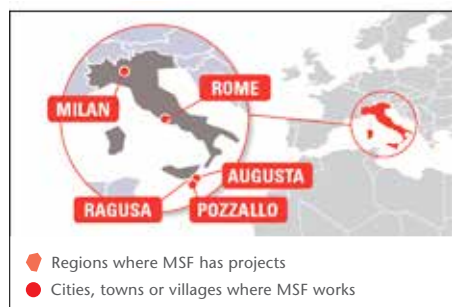 ROME
MILAN
AUGUSTA
RAGUSA
POZZALLO
Regions where MSF has projects
Cities, towns or villages where MSF works